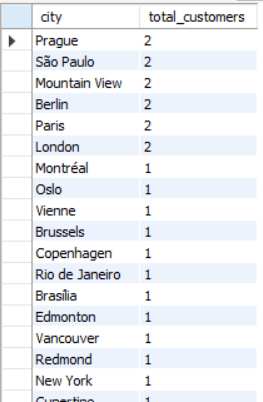 city total_customers
Prague 2
São Paulo 2
Mountain View 2
Berlin 2
Paris 2
London 2
Montréal 1
Oslo 1
Vienne 1
Brussels 1
Copenhagen 1
Rio de Janeiro 1
Brasília 1
Edmonton 1
Vancouver 1
Redmond 1
New York 1
Cupertino 1